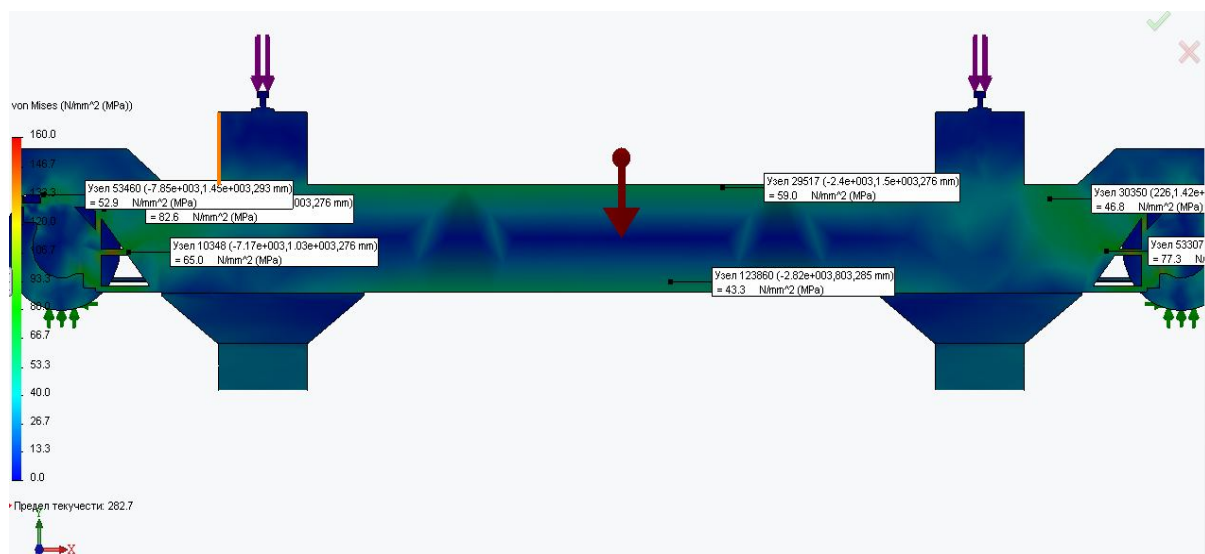 von Mises (N/mm^2 (MPa))
160.0
146.7
120.0
93.3
66.7
53.3
40.0
26.7
13.3
0.0
Предел текучести: 282.7
Узел 53460 (-7.85e+003,1.45e+003,293 mm)
= 52.9 N/mm^2 (MPa)
003,276 mm)
= 82.6 N/mm^2 (MPa)
Узел 10348 (-7.17e+003,1.03e+003,276 mm)
= 65.0 N/mm^2 (MPa)
Узел 29517 (-2.4e+003,1.5e+003,276 mm)
= 59.0 N/mm^2 (MPa)
Узел 123860 (-2.82e+003,803,285 mm)
= 43.3 N/mm^2 (MPa)
Узел 30350 (226,1.42e+
= 46.8 N/mm^2 (MPa)
Узел 53307
= 77.3 N/
Y
X